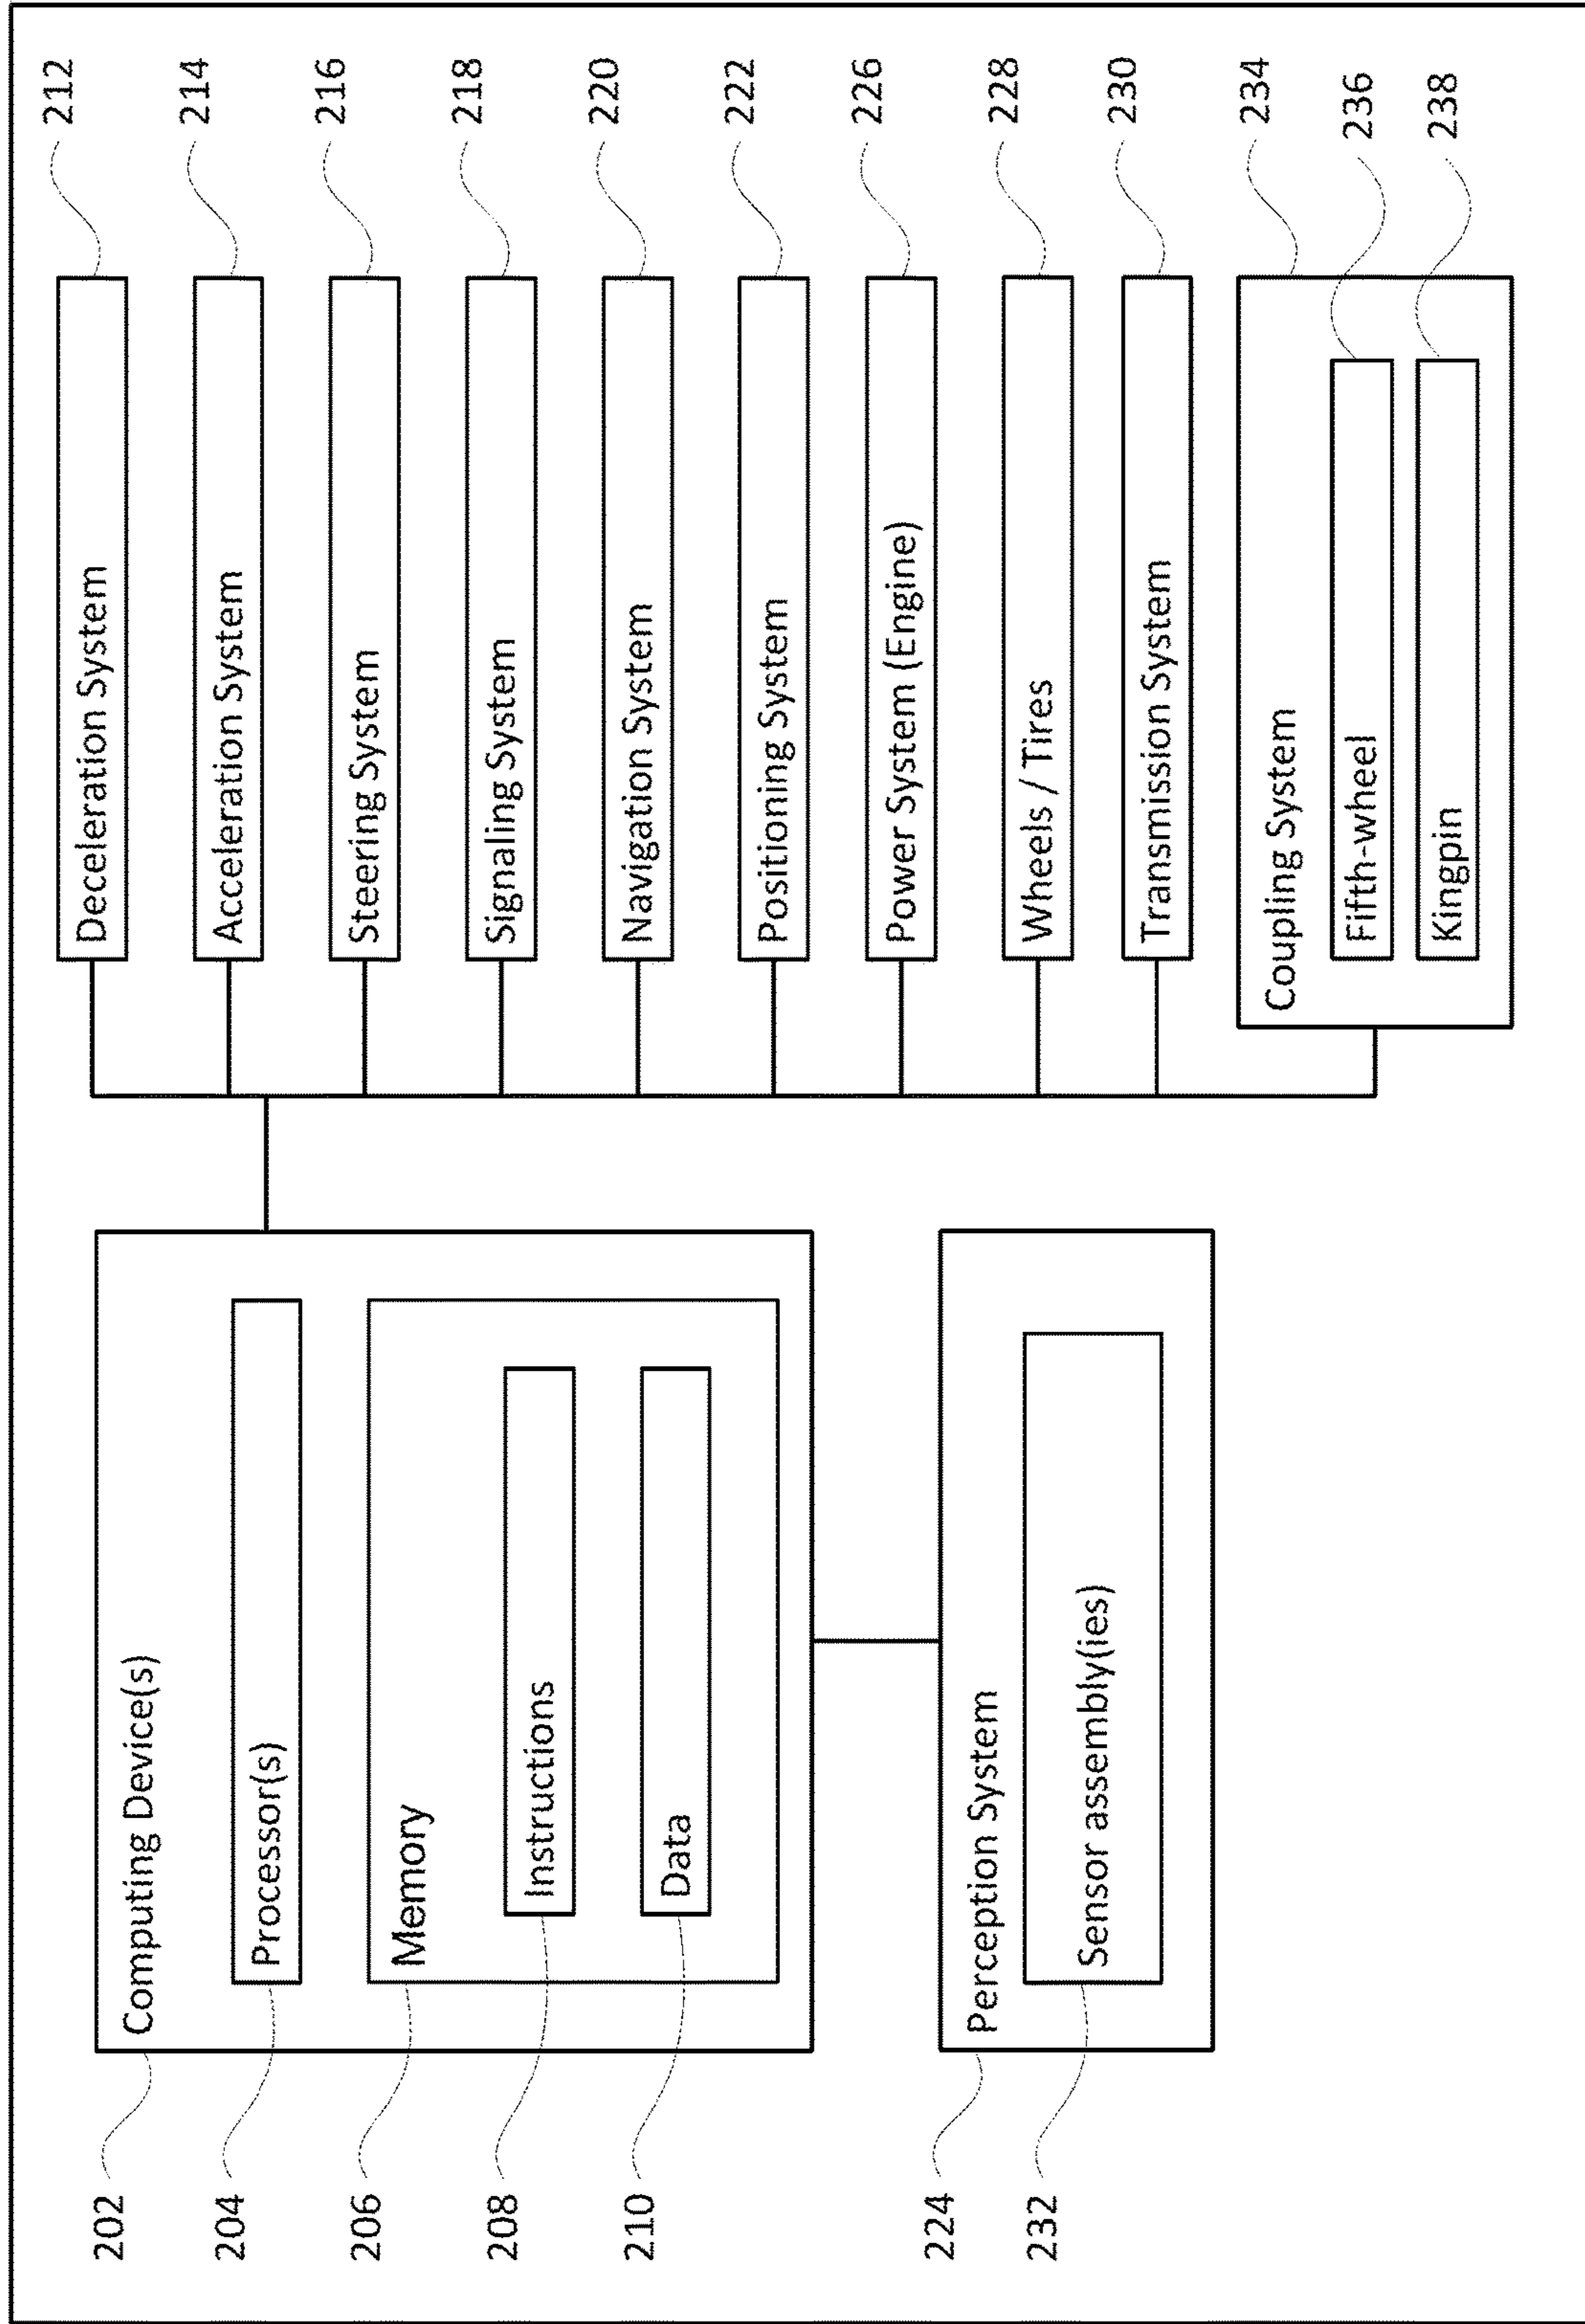 202
Computing Device(s)
204
Processor(s)
206
Memory
208
Instructions
210
Data
224
Perception System
232
Sensor assembly(ies)
Deceleration System
212
Acceleration System
214
Steering System
216
Signaling System
218
Navigation System
220
Positioning System
222
Power System (Engine)
226
Wheels / Tires
228
Transmission System
230
Coupling System
234
Fifth-wheel
236
Kingpin
238